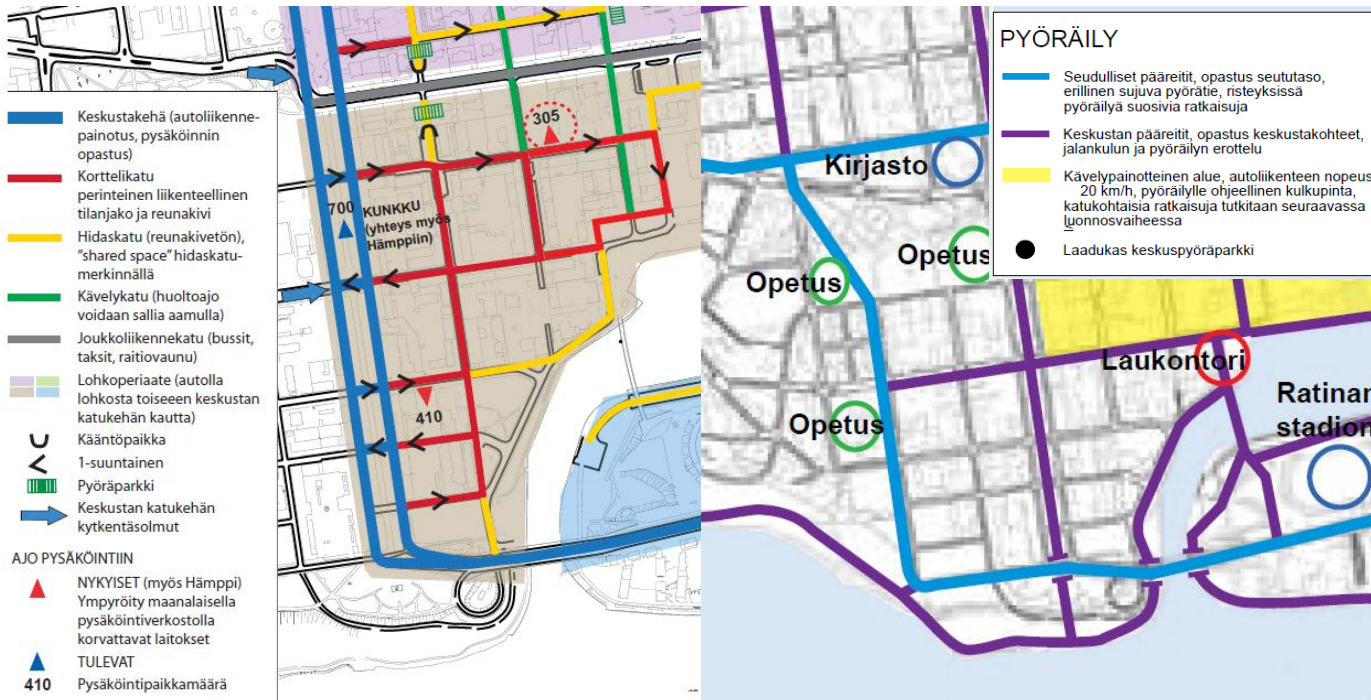 Keskustakehä (autoliikenne-
painotus, pysäköinnin
opastus)
Korttelikatu
perinteinen liikenteellinen
tilanjako ja reunakivi
Hidaskatu (reunakivetön),
"shared space" hidaskatu-
merkinnällä
Kävelykatu (huoltoajo
voidaan sallia aamulla)
Joukkoliikennekatu (bussit,
taksit, raitiovaunu)
Lohkoperiaate (autolla
lohkosta toiseeen keskustan
katukehän kautta)
Kääntöpaikka
1-suuntainen
Pyöräparkki
Keskustan katukehän
kytkentäsolmut
AJO PYSÄKÖINTIIN
NYKYISET (myös Hämppi)
Ympyröity maanalaisella
pysäköintiverkostolla
korvattavat laitokset
TULEVAT
410 Pysäköintipaikkamäärä
305
700 KUNKKU
(yhteys myös
Hämppiin)
410
PYÖRÄILY
Seudulliset pääreitit, opastus seututaso,
erillinen sujuva pyörätie, risteyksissä
pyöräilyä suosivia ratkaisuja
Keskustan pääreitit, opastus keskustakohteet,
jalankulun ja pyöräilyn erottelu
Kävelypainotteinen alue, autoliikenteen nopeus
20 km/h, pyöräilylle ohjeellinen kulkupinta,
katukohtaisia ratkaisuja tutkitaan seuraavassa
luonnosvaiheessa
Laadukas keskuspyöräparkki
Kirjasto
Opetus
Opetus
Laukontori
Opetus
Ratinan
stadion